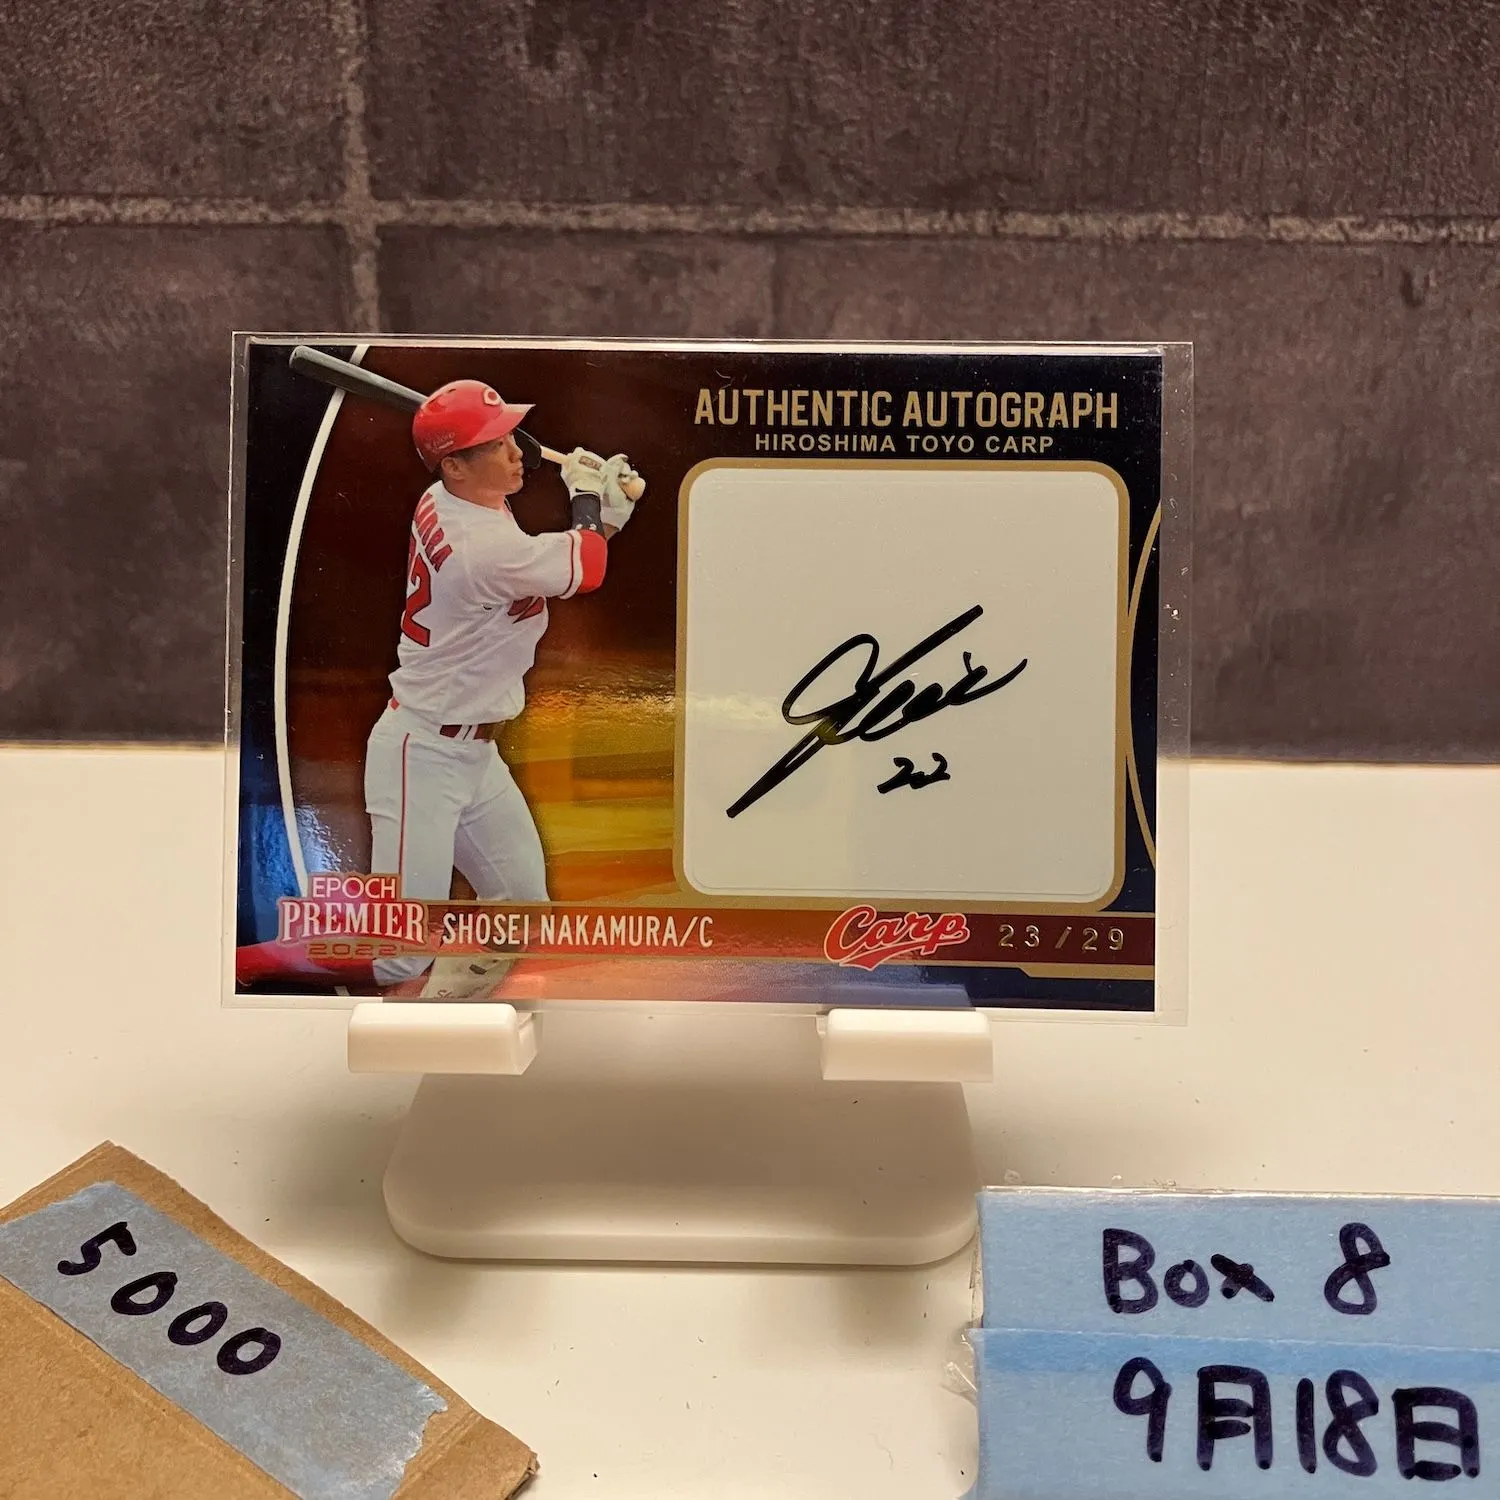 AUTHENTIC AUTOGRAPH
HIROSHIMA TOYO CARP
22
EPOCH
PREMIER
2022
SHOSEI NAKAMURA/C
Carp
23/29
5000
Box 8
9月18日